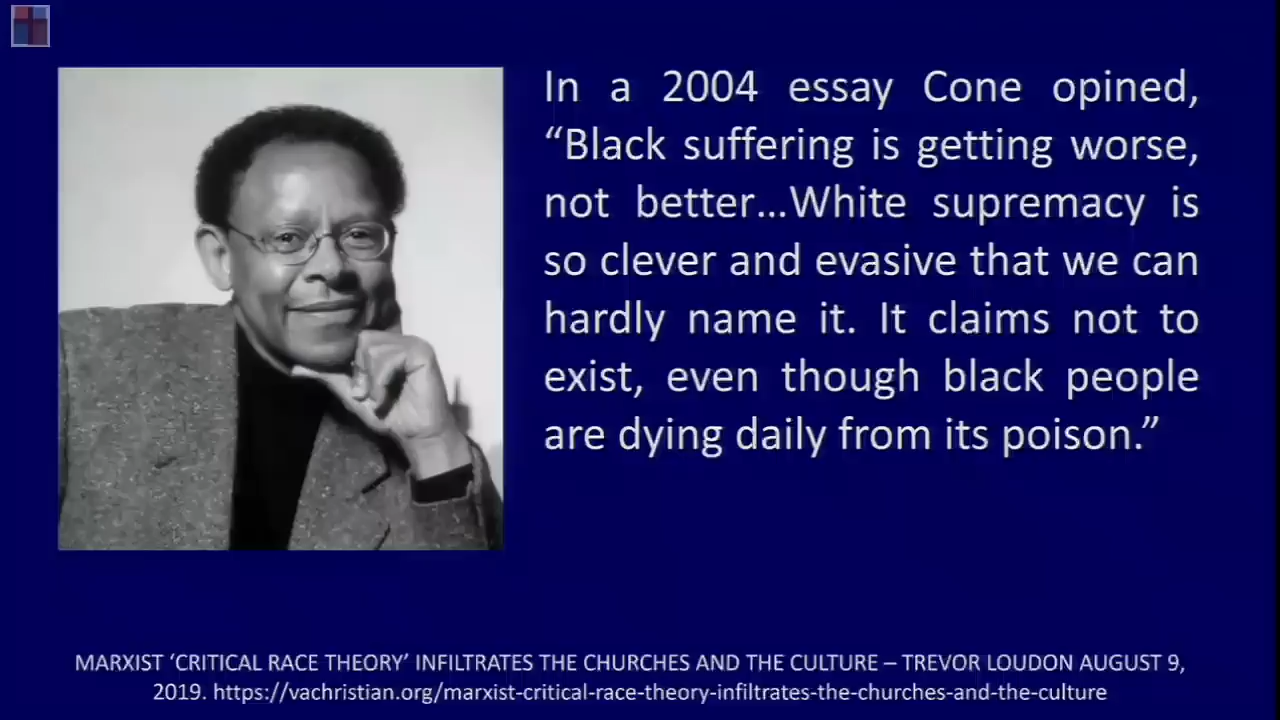 In a 2004 essay Cone opined,
“Black suffering is getting worse,
not better…White supremacy is
so clever and evasive that we can
hardly name it. It claims not to
exist, even though black people
are dying daily from its poison.”
MARXIST ‘CRITICAL RACE THEORY’ INFILTRATES THE CHURCHES AND THE CULTURE – TREVOR LOUDON AUGUST 9,
2019. https://vachristian.org/marxist-critical-race-theory-infiltrates-the-churches-and-the-culture